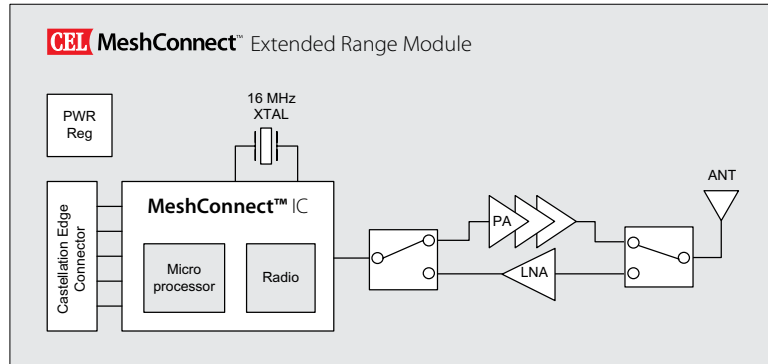 CEL MeshConnect™ Extended Range Module
PWR
Reg
16 MHz
XTAL
ANT
Castellation Edge
Connector
MeshConnect™ IC
Micro
processor
Radio
PA
LNA